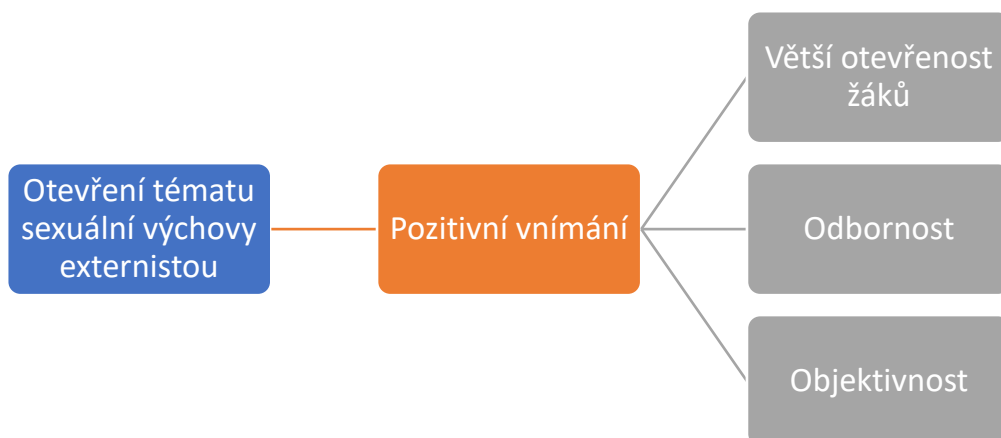 Otevření tématu
sexuální výchovy
externistou
Pozitivní vnímání
Větší otevřenost
žáků
Odbornost
Objektivnost